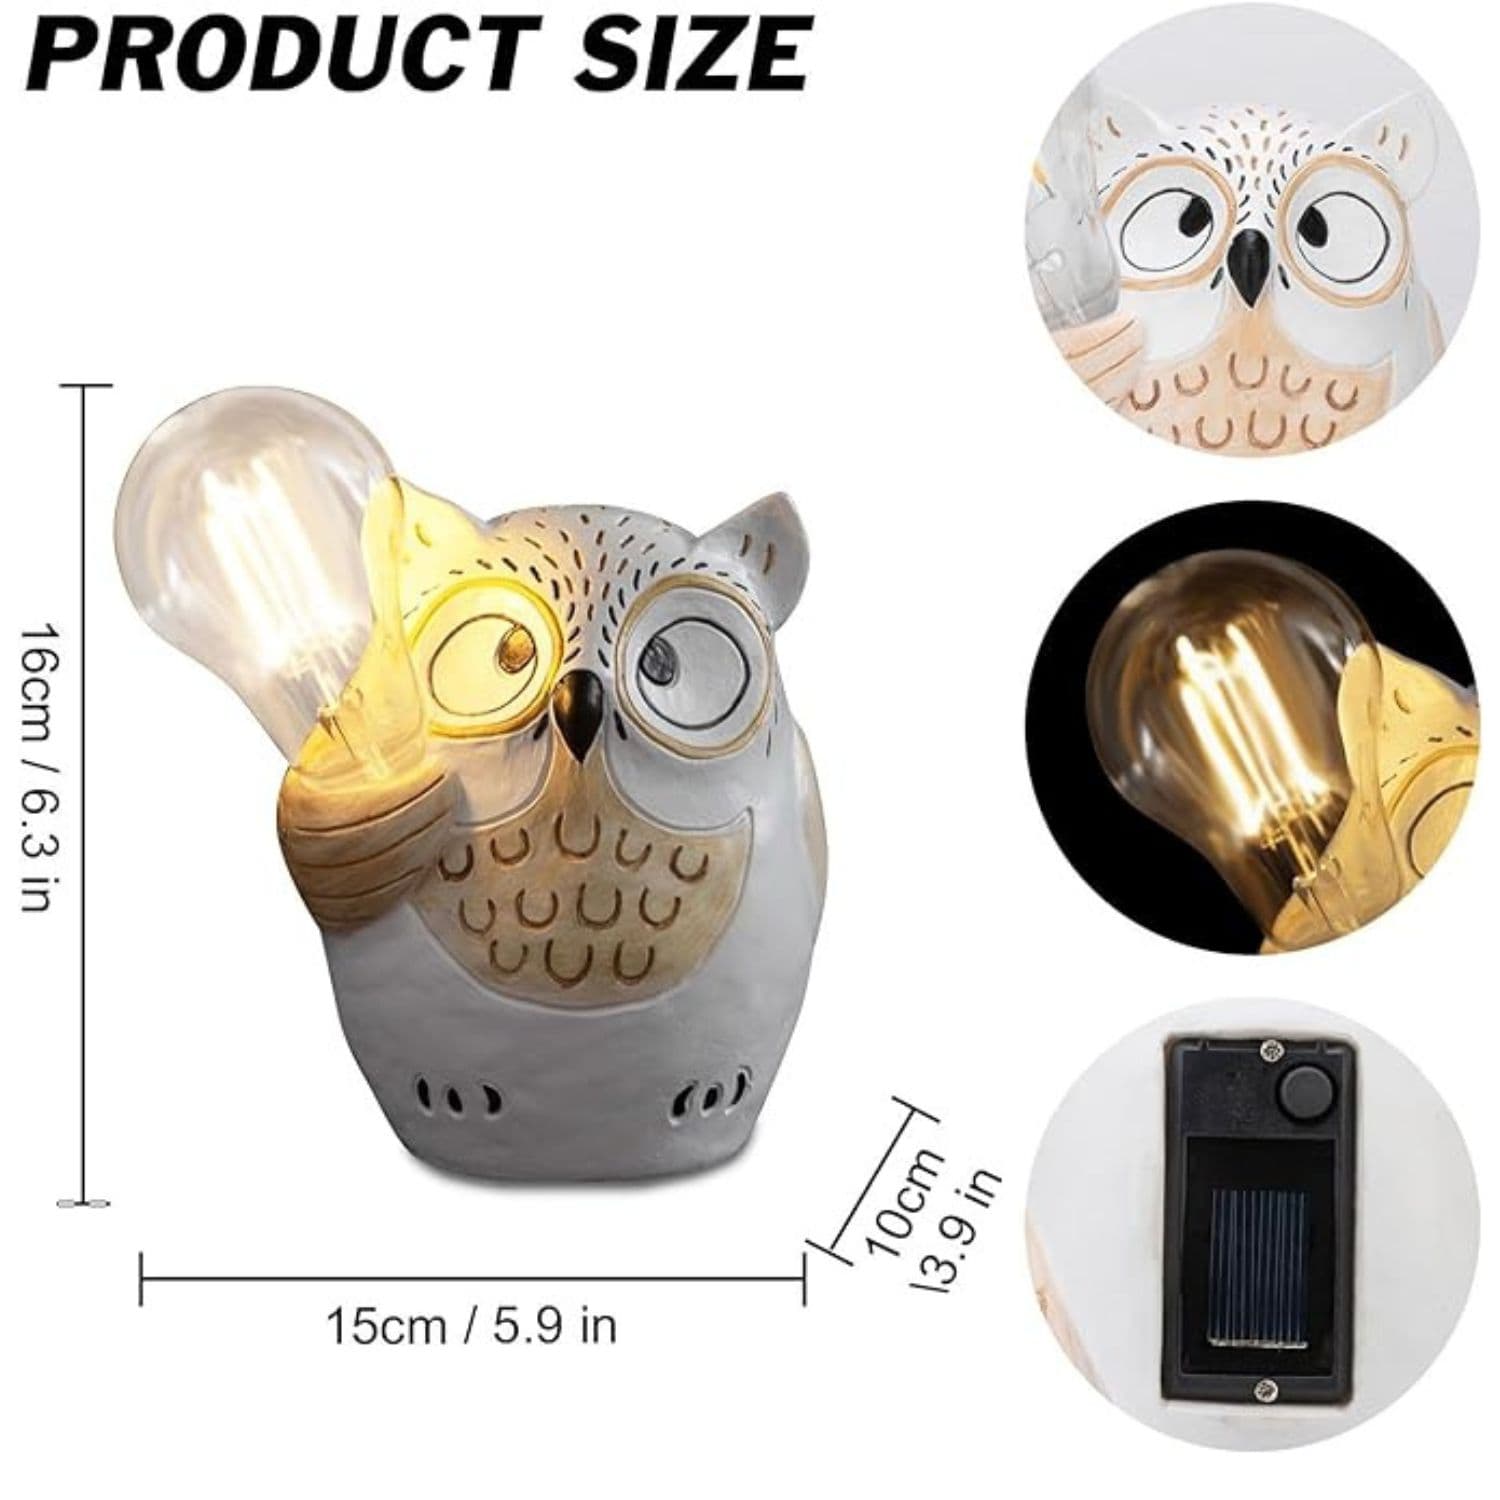 PRODUCT SIZE
16cm / 6.3 in
15cm / 5.9 in
10cm
/3.9 in